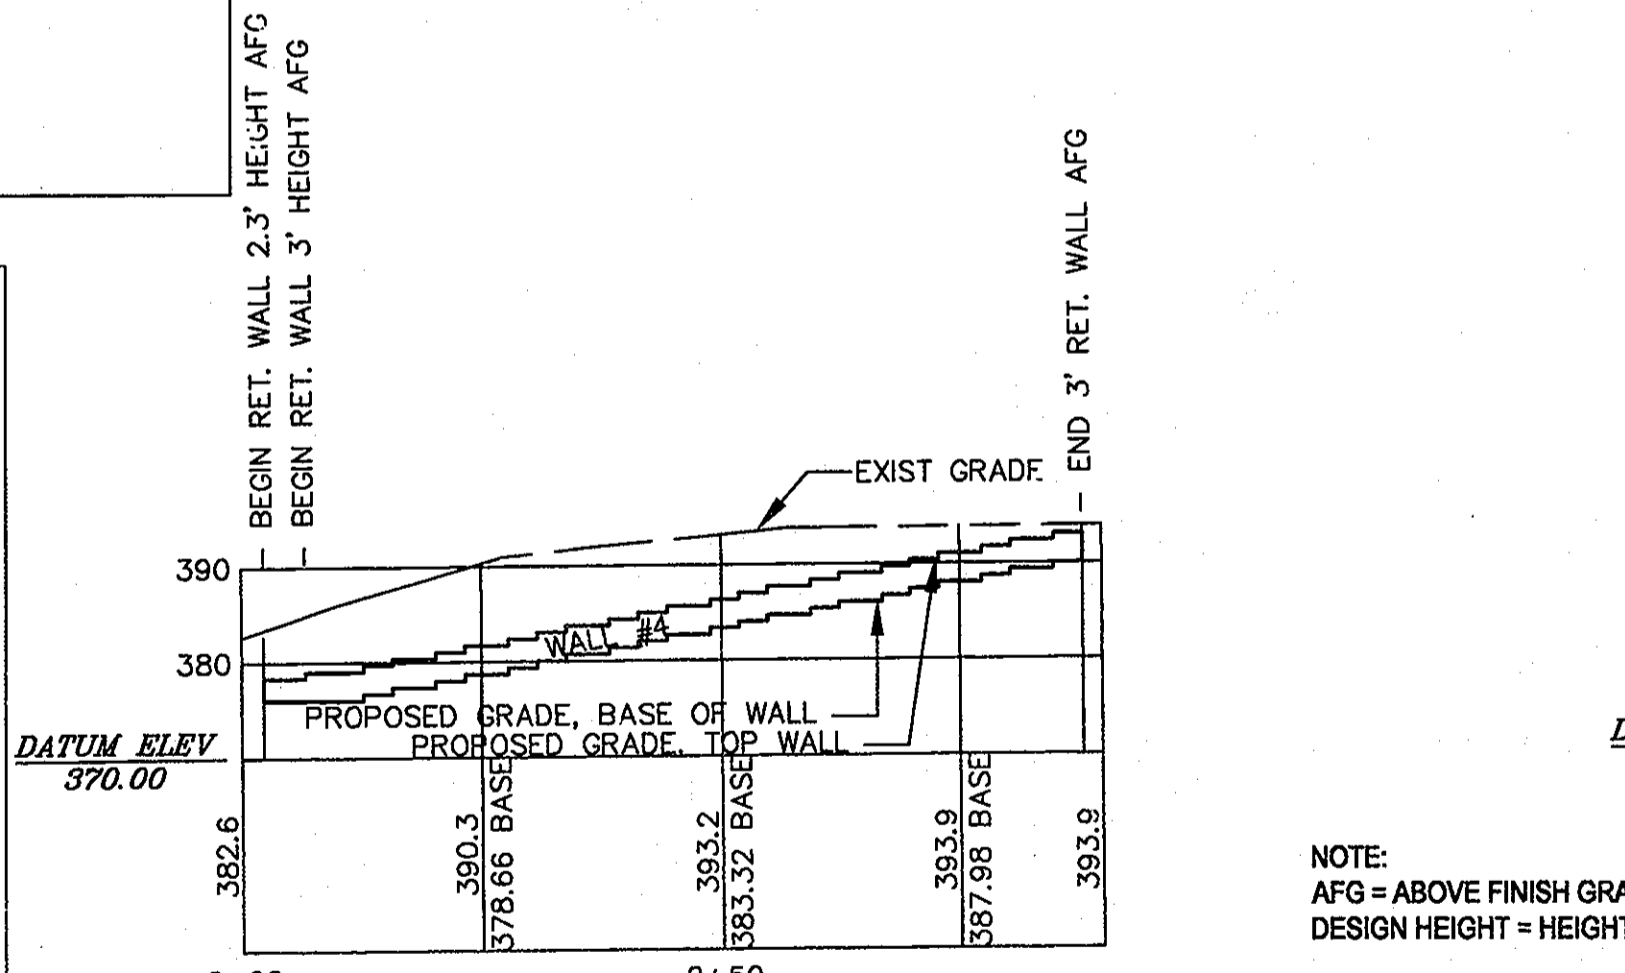 BEGIN RET. WALL 2.3' HEIGHT AFG
BEGIN RET. WALL 3' HEIGHT AFG
END 3' RET. WALL AFG
EXIST GRADE
390
380
WALL #4
PROPOSED GRADE, BASE OF WALL
PROPOSED GRADE, TOP WALL
DATUM ELEV
370.00
382.6
390.3
378.66 BASE
393.2
383.32 BASE
393.9
387.98 BASE
393.9
NOTE:
AFG = ABOVE FINISH
DESIGN HEIGHT = HEIGHT